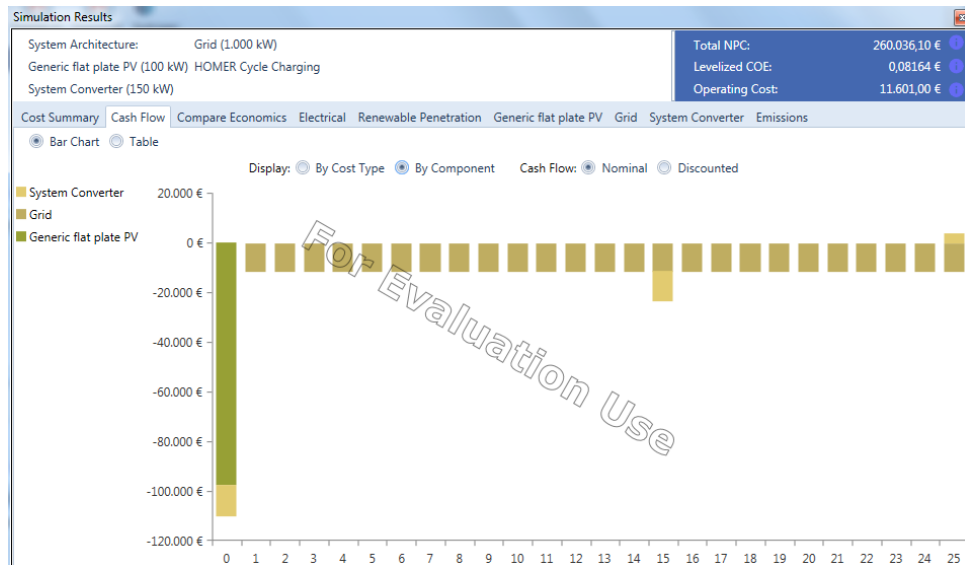 Simulation Results
System Architecture: Grid (1.000 kW)
Generic flat plate PV (100 kW) HOMER Cycle Charging
System Converter (150 kW)
Total NPC: 260.036,10 €
Levelized COE: 0,08164 €
Operating Cost: 11.601,00 €
Cost Summary Cash Flow Compare Economics Electrical Renewable Penetration Generic flat plate PV Grid System Converter Emissions
Bar Chart Table
Display: By Cost Type By Component Cash Flow: Nominal Discounted
System Converter
Grid
Generic flat plate PV
20.000 €
0 €
-20.000 €
-40.000 €
-60.000 €
-80.000 €
-100.000 €
-120.000 €
For Evaluation Use
0 1 2 3 4 5 6 7 8 9 10 11 12 13 14 15 16 17 18 19 20 21 22 23 24 25